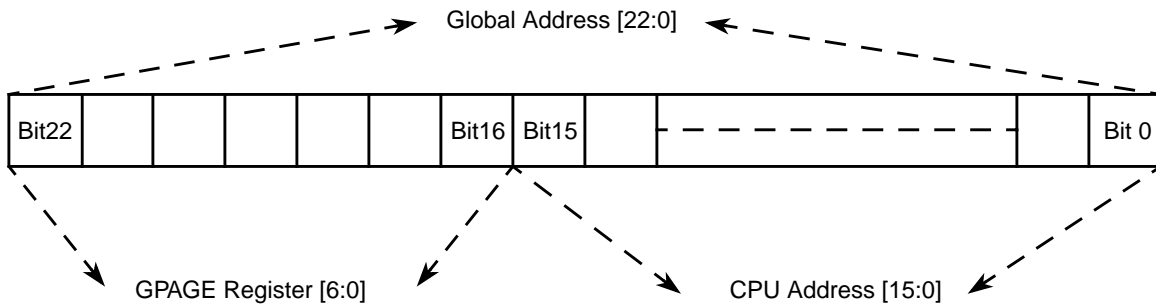 Global Address [22:0]
Bit22 Bit16 Bit15 Bit 0
GPAGE Register [6:0] CPU Address [15:0]